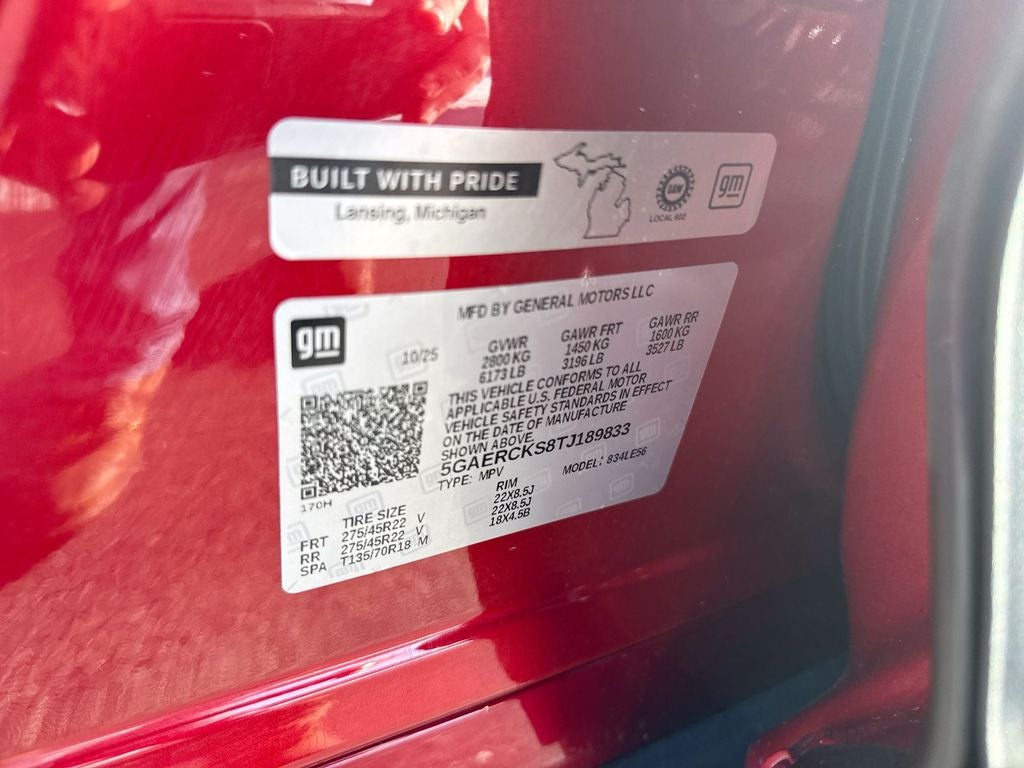 BUILT WITH PRIDE
Lansing, Michigan
UAW
LOCAL 602
gm
gm
MFD BY GENERAL MOTORS LLC
10/25
GVWR GAWR FRT GAWR RR
2800 KG 1450 KG 1600 KG
6173 LB 3196 LB 3527 LB
THIS VEHICLE CONFORMS TO ALL
APPLICABLE U.S. FEDERAL MOTOR
VEHICLE SAFETY STANDARDS IN EFFECT
ON THE DATE OF MANUFACTURE
SHOWN ABOVE.
5GAERCKS8TJ189833
TYPE: MPV MODEL: 834LE56
170H
TIRE SIZE RIM
FRT 275/45R22 V 22X8.5J
RR 275/45R22 V 22X8.5J
SPA T135/70R18 M 18X4.5B